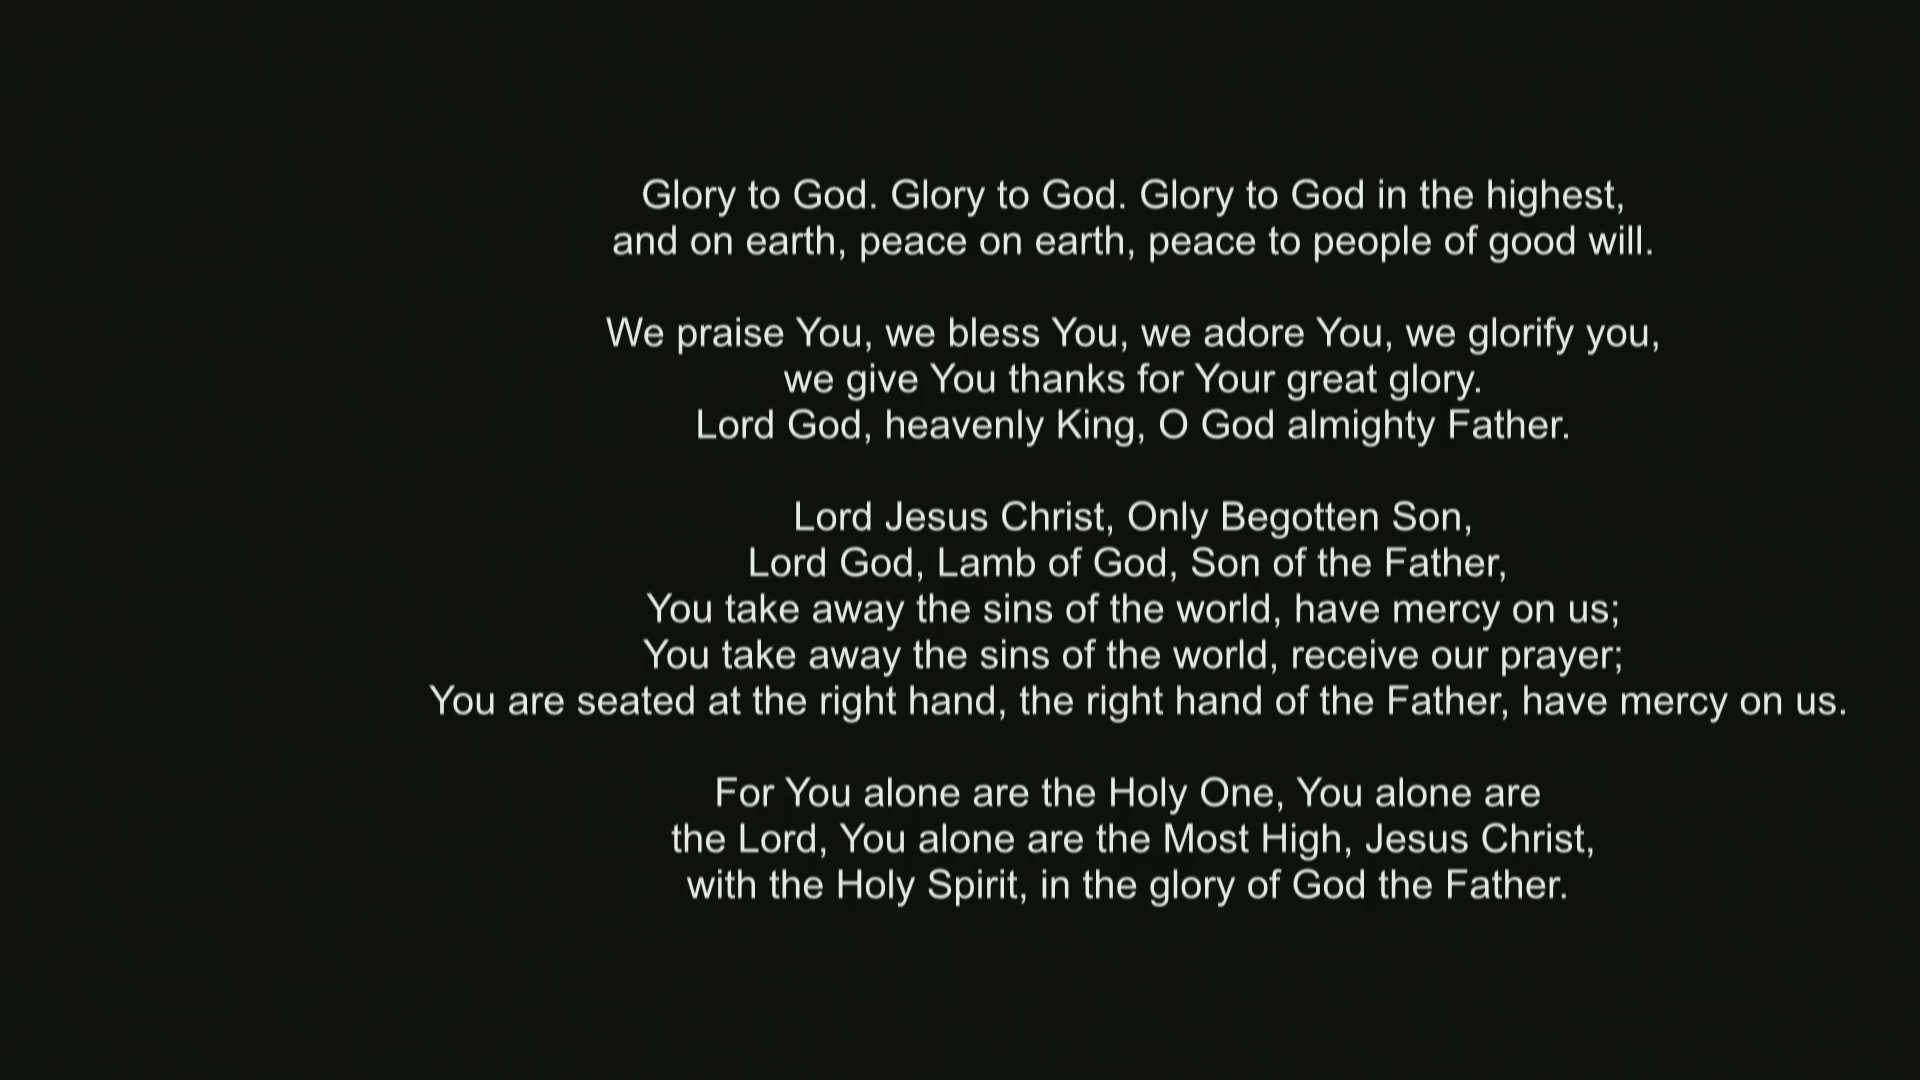 Glory to God. Glory to God. Glory to God in the highest,
and on earth, peace on earth, peace to people of good will.
We praise You, we bless You, we adore You, we glorify you,
we give You thanks for Your great glory.
Lord God, heavenly King, O God almighty Father.
Lord Jesus Christ, Only Begotten Son,
Lord God, Lamb of God, Son of the Father,
You take away the sins of the world, have mercy on us;
You take away the sins of the world, receive our prayer;
You are seated at the right hand, the right hand of the Father, have mercy on us.
For You alone are the Holy One, You alone are
the Lord, You alone are the Most High, Jesus Christ,
with the Holy Spirit, in the glory of God the Father.